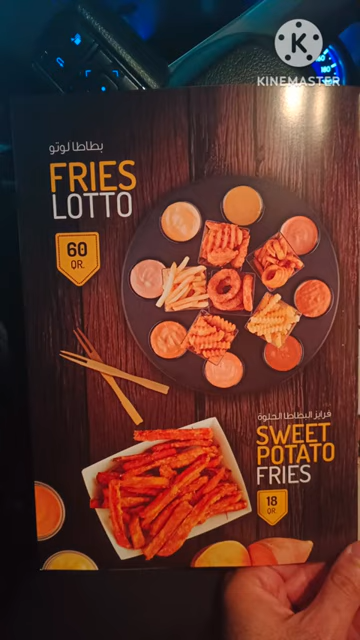 K
KINEMASTER
بطاطا لوتو
FRIES
LOTTO
60
QR.
فرايز البطاطا الحلوة
SWEET
POTATO
FRIES
18
QR.